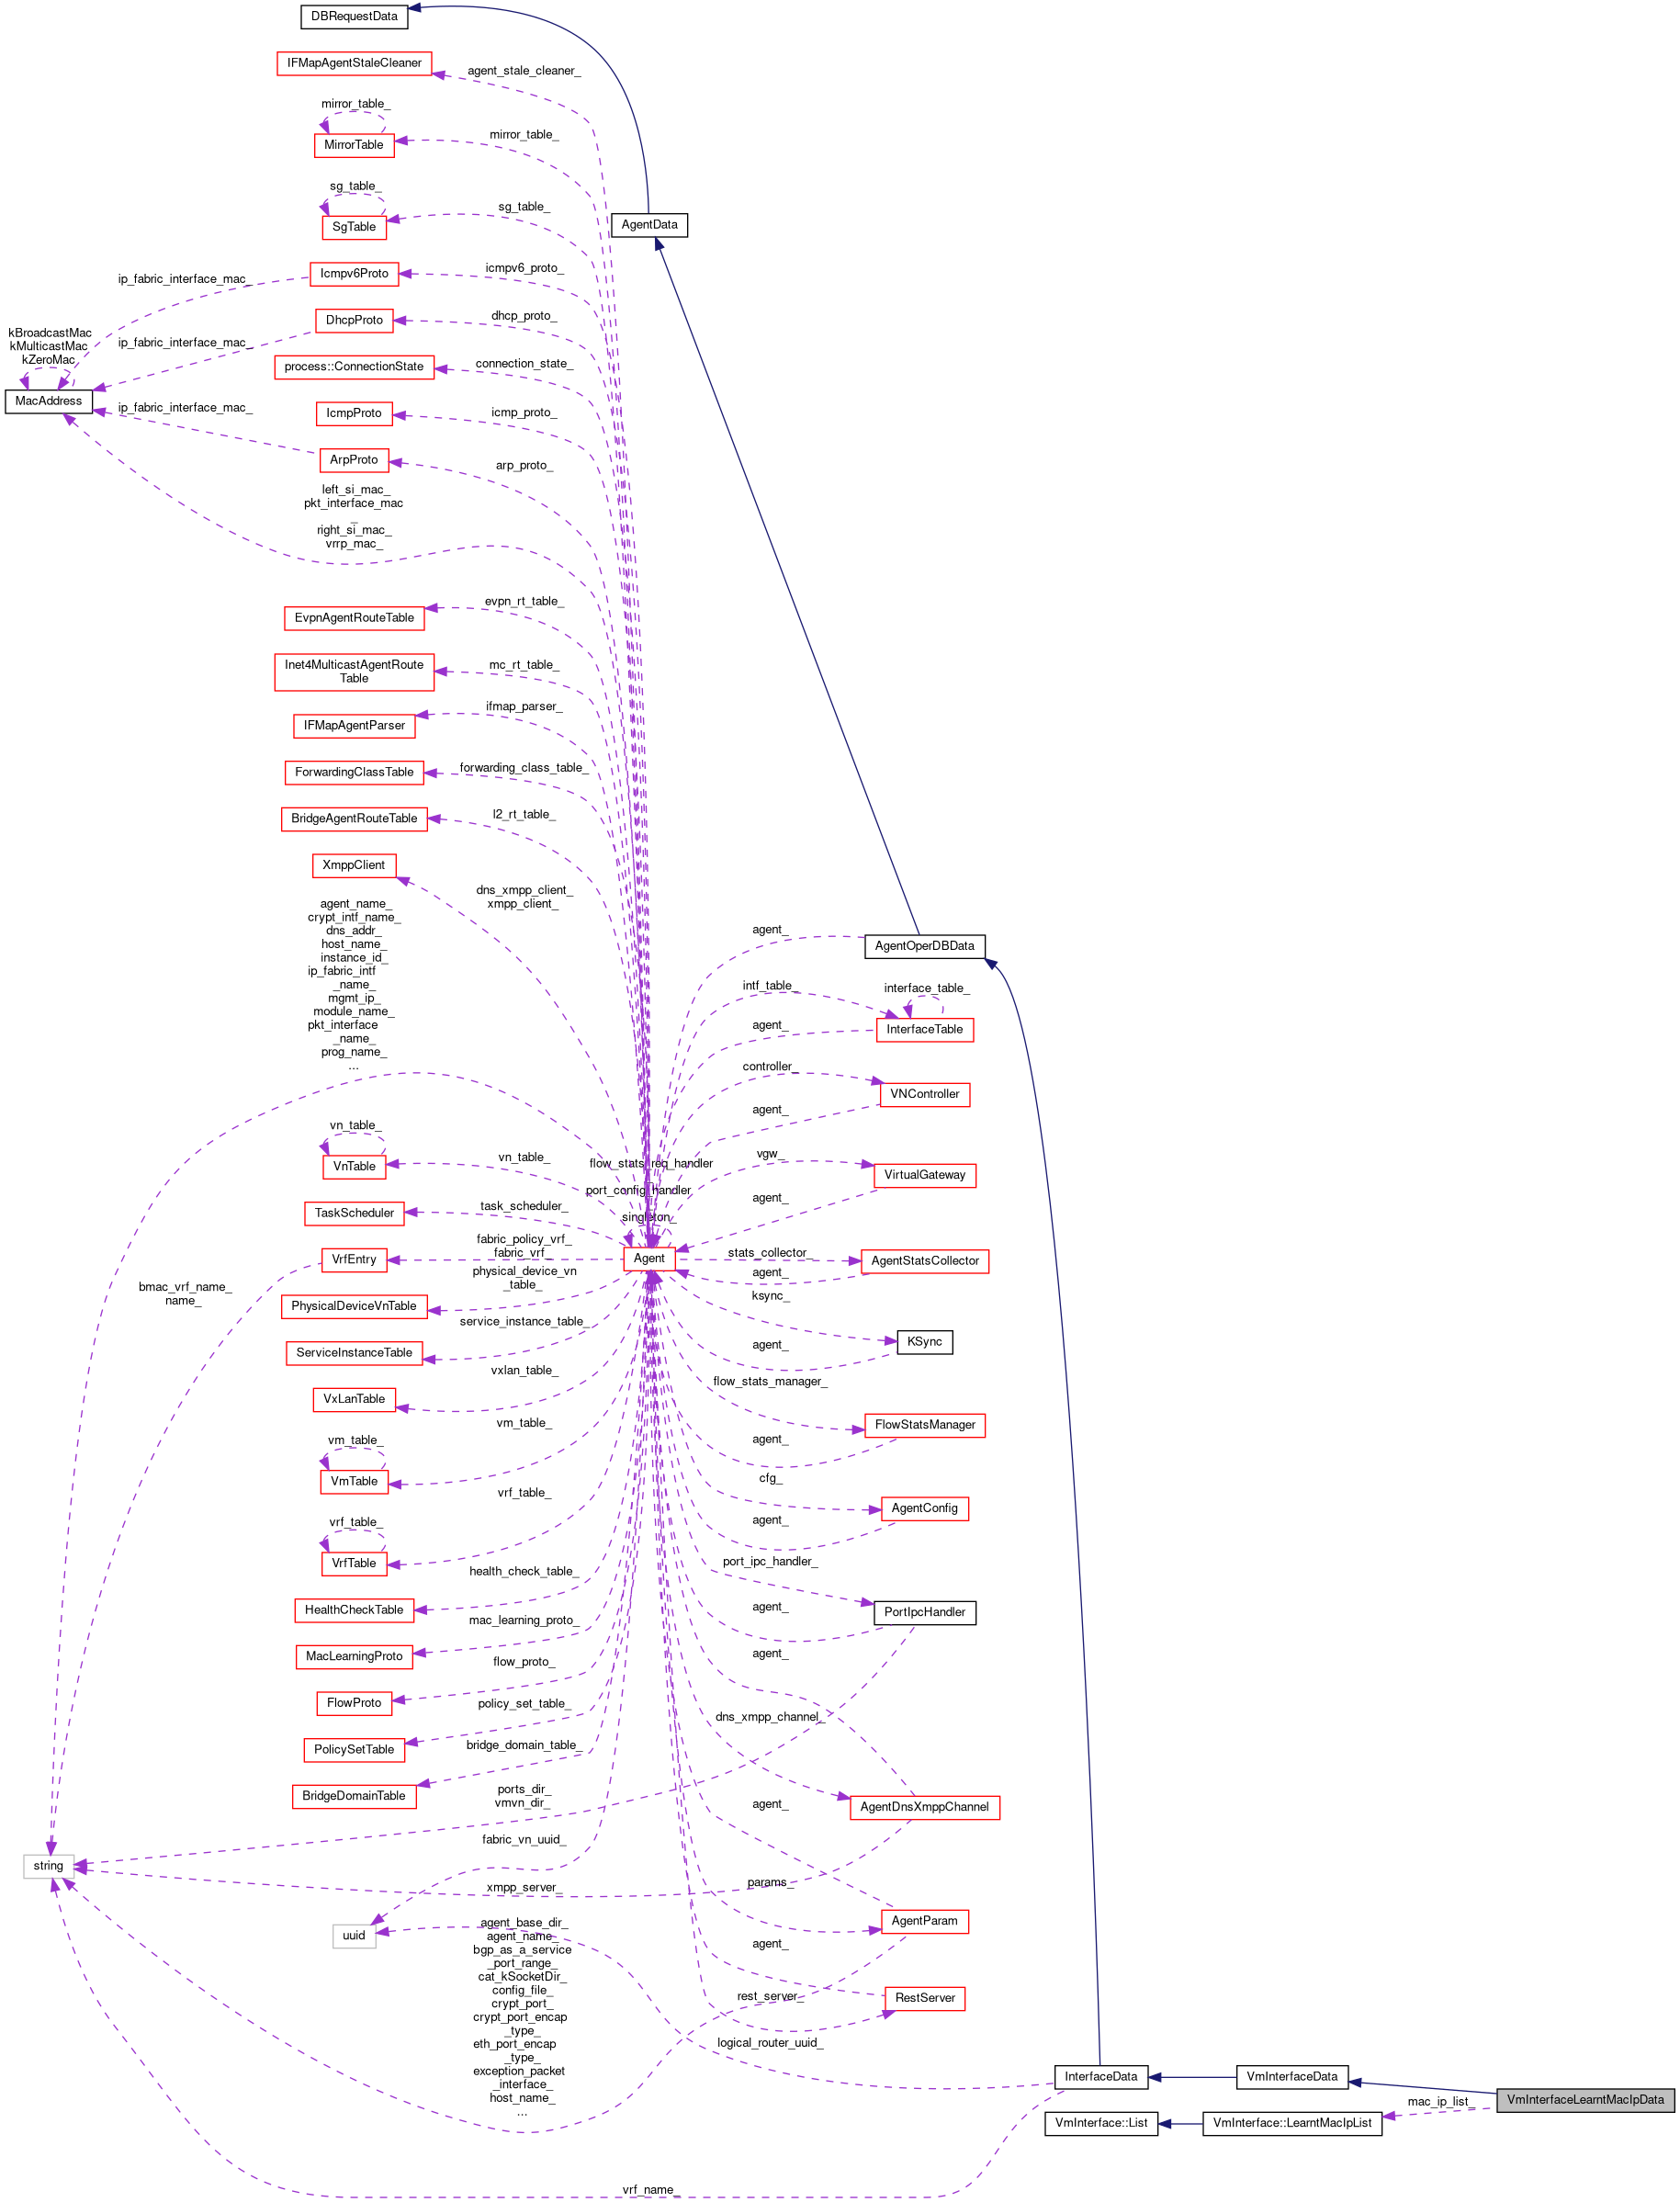 DBRequestData
IFMapAgentStaleCleaner
agent_stale_cleaner_
mirror_table_
mirror_table_
MirrorTable
sg_table_
sg_table_
SgTable
AgentData
ip_fabric_interface_mac_
Icmpv6Proto
icmpv6_proto_
DhcpProto
dhcp_proto_
kBroadcastMac
kMulticastMac
kZeroMac
ip_fabric_interface_mac_
process::ConnectionState
connection_state_
MacAddress
ip_fabric_interface_mac_
IcmpProto
icmp_proto_
ArpProto
arp_proto_
left_si_mac_
pkt_interface_mac
_
right_si_mac_
vrrp_mac_
EvpnAgentRouteTable
evpn_rt_table_
Inet4MulticastAgentRoute
Table
mc_rt_table_
IFMapAgentParser
ifmap_parser_
ForwardingClassTable
forwarding_class_table_
BridgeAgentRouteTable
l2_rt_table_
XmppClient
dns_xmpp_client_
xmpp_client_
agent_name_
crypt_intf_name_
dns_addr_
host_name_
instance_id_
ip_fabric_intf
_name_
mgmt_ip_
module_name_
pkt_interface
_name_
prog_name_
...
agent_
AgentOperDBData
intf_table_
interface_table_
agent_
InterfaceTable
controller_
VNController
agent_
vn_table_
vn_table_
VnTable
flow_stats_req_handler
port_config_handler
singleton_
vgw_
VirtualGateway
agent_
TaskScheduler
task_scheduler_
VrfEntry
fabric_policy_vrf_
fabric_vrf_
Agent
stats_collector_
AgentStatsCollector
agent_
bmac_vrf_name_
name_
PhysicalDeviceVnTable
physical_device_vn
_table_
ksync_
KSync
agent_
ServiceInstanceTable
service_instance_table_
VxLanTable
vxlan_table_
flow_stats_manager_
FlowStatsManager
agent_
vm_table_
vm_table_
VmTable
cfg_
AgentConfig
agent_
vrf_table_
vrf_table_
VrfTable
port_ipc_handler_
PortIpcHandler
agent_
HealthCheckTable
health_check_table_
MacLearningProto
mac_learning_proto_
agent_
FlowProto
flow_proto_
PolicySetTable
policy_set_table_
dns_xmpp_channel_
BridgeDomainTable
bridge_domain_table_
AgentDnsXmppChannel
ports_dir_
vmvn_dir_
agent_
string
fabric_vn_uuid_
xmpp_server_
params_
AgentParam
uuid
agent_
agent_base_dir_
agent_name_
bgp_as_a_service
_port_range_
cat_kSocketDir_
config_file_
crypt_port_
crypt_port_encap
_type_
eth_port_encap
_type_
exception_packet
_interface_
host_name_
...
rest_server_
RestServer
logical_router_uuid_
InterfaceData
VmInterfaceData
VmInterfaceLearntMacIpData
mac_ip_list_
VmInterface::List
VmInterface::LearntMacIpList
vrf_name_